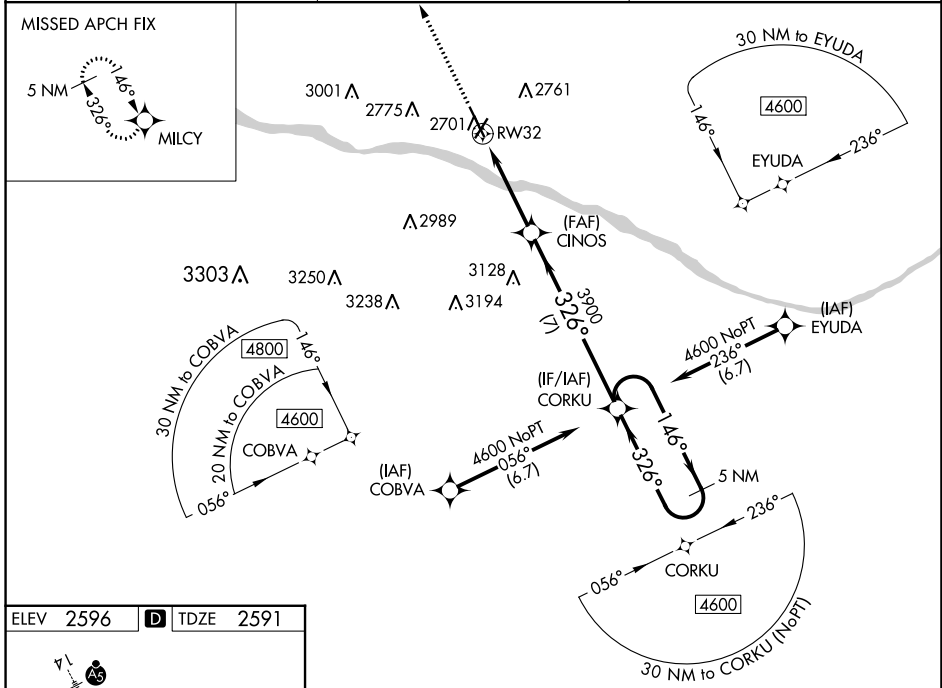 MISSED APCH FIX
5 NM
146°
326°
MILCY
3001
2775
2761
2701
RW32
30 NM to EYUDA
4600
146°
236°
EYUDA
2989
(FAF)
CINOS
3303
3250
3128
3238
3194
3900
326°
(7)
(IAF)
EYUDA
4600 NoPT
236°
(6.7)
30 NM to COBVA
4800
146°
20 NM to COBVA
4600
COBVA
056°
(IF/IAF)
CORKU
146°
326°
5 NM
4600 NoPT
056°
(6.7)
(IAF)
COBVA
236°
056°
CORKU
4600
30 NM to CORKU (NoPT)
ELEV 2596 D TDZE 2591
14
A5